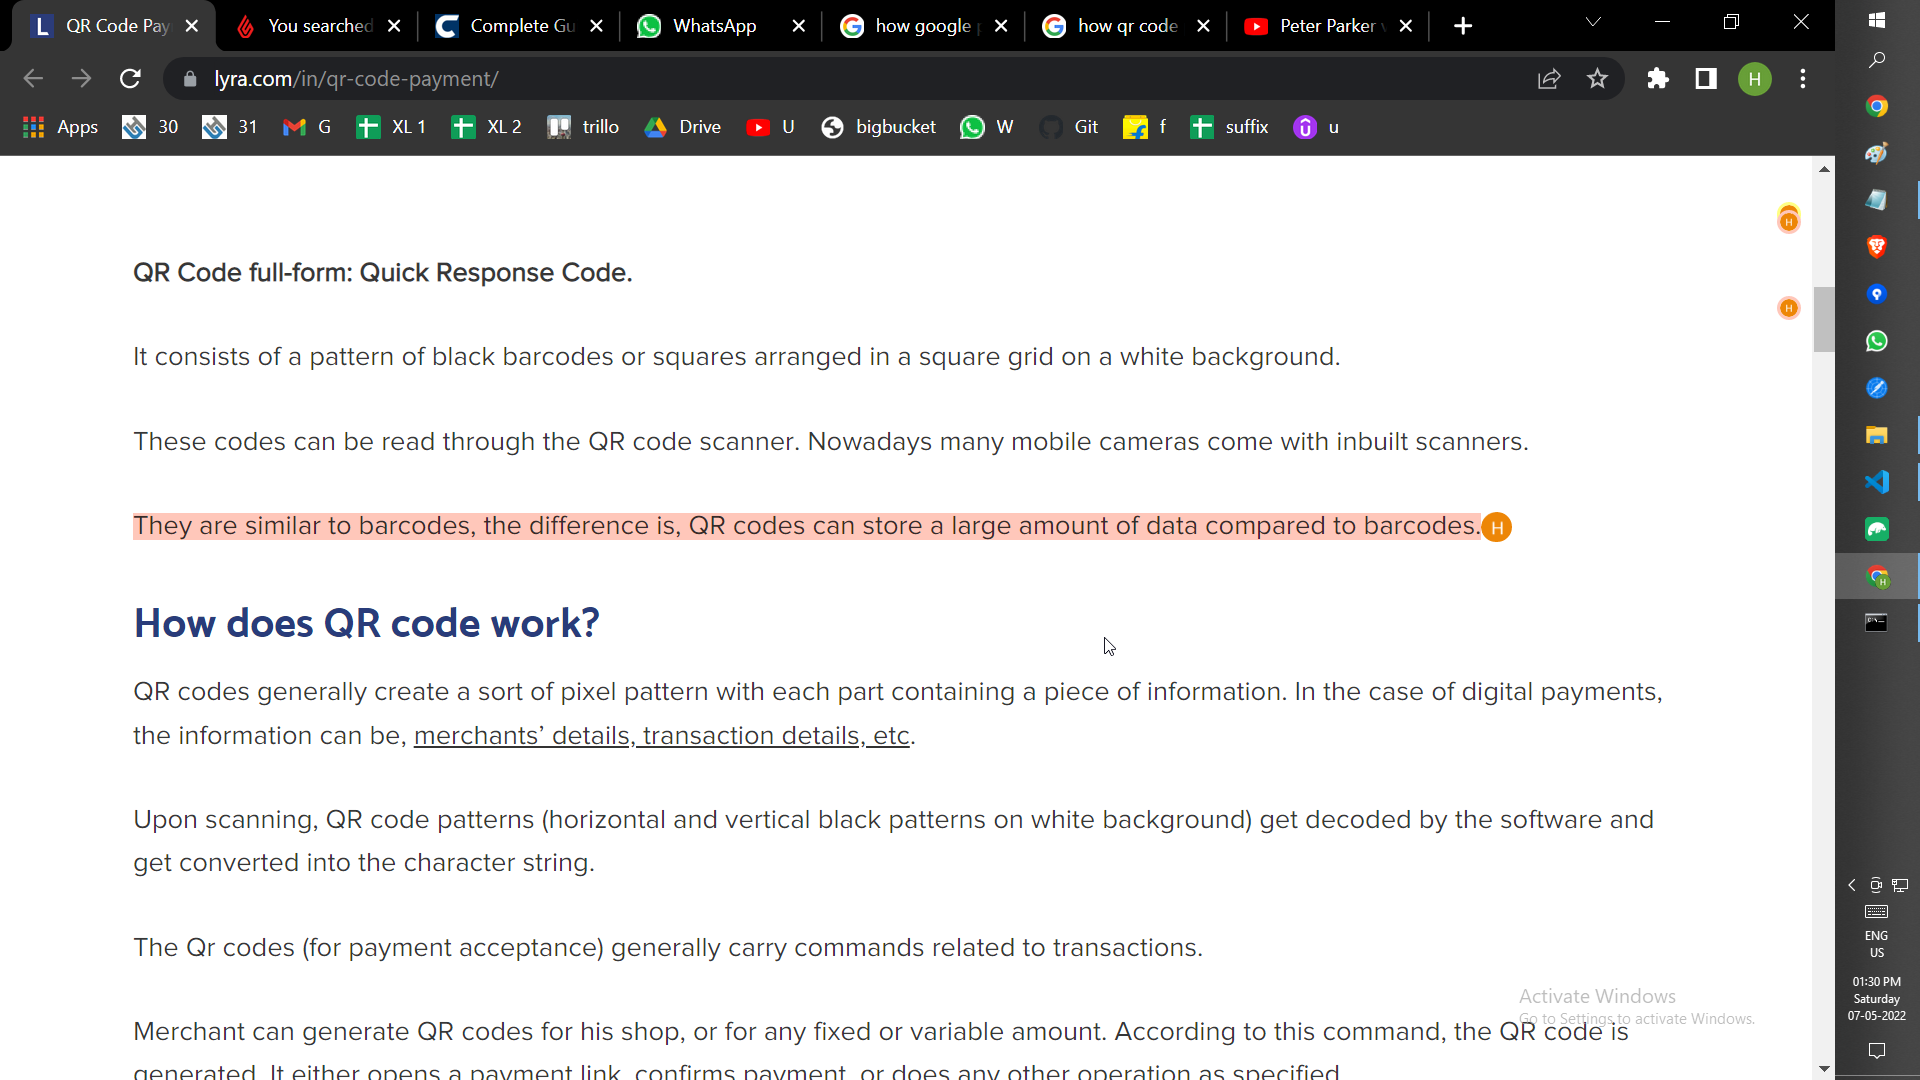 QR Code Pay
You searched
Complete Gu
WhatsApp
how google p
how qr code
Peter Parker v
lyra.com/in/qr-code-payment/
H
Apps
30
31
G
XL 1
XL 2
trillo
Drive
U
bigbucket
W
Git
f
suffix
u
QR Code full-form: Quick Response Code.
It consists of a pattern of black barcodes or squares arranged in a square grid on a white background.
These codes can be read through the QR code scanner. Nowadays many mobile cameras come with inbuilt scanners.
They are similar to barcodes, the difference is, QR codes can store a large amount of data compared to barcodes.
H
How does QR code work?
QR codes generally create a sort of pixel pattern with each part containing a piece of information. In the case of digital payments,
the information can be, merchants’ details, transaction details, etc.
Upon scanning, QR code patterns (horizontal and vertical black patterns on white background) get decoded by the software and
get converted into the character string.
The Qr codes (for payment acceptance) generally carry commands related to transactions.
Merchant can generate QR codes for his shop, or for any fixed or variable amount. According to this command, the QR code is
generated. It either opens a payment link, confirms payment, or does any other operation as specified
Activate Windows
Go to Settings to activate Windows.
H
H
ENG
US
01:30 PM
Saturday
07-05-2022